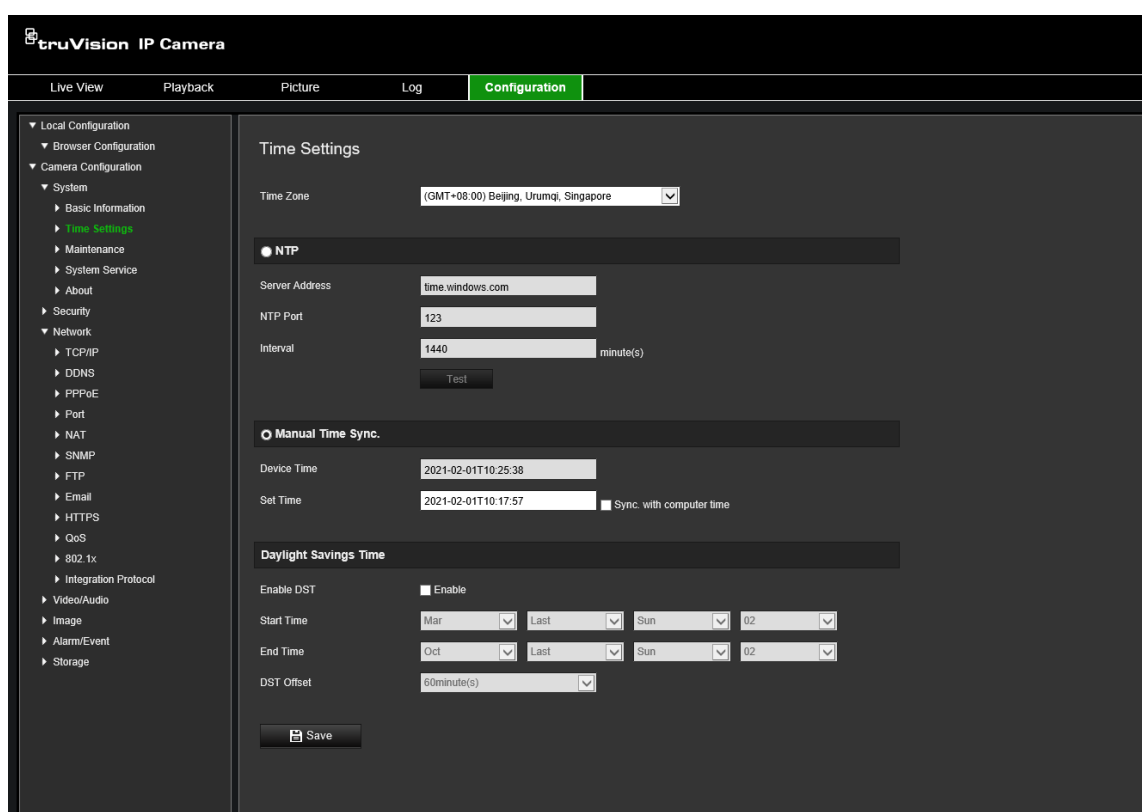 truVision IP Camera
Live View Playback Picture Log Configuration
Local Configuration
Browser Configuration
Camera Configuration
System
Basic Information
Time Settings
Maintenance
System Service
About
Security
Network
TCP/IP
DDNS
PPPoE
Port
NAT
SNMP
FTP
Email
HTTPS
QoS
802.1x
Integration Protocol
Video/Audio
Image
Alarm/Event
Storage
Time Settings
Time Zone (GMT+08:00) Beijing, Urumqi, Singapore
NTP
Server Address time.windows.com
NTP Port 123
Interval 1440 minute(s)
Test
Manual Time Sync.
Device Time 2021-02-01T10:25:38
Set Time 2021-02-01T10:17:57 Sync. with computer time
Daylight Savings Time
Enable DST Enable
Start Time Mar Last Sun 02
End Time Oct Last Sun 02
DST Offset 60minute(s)
Save